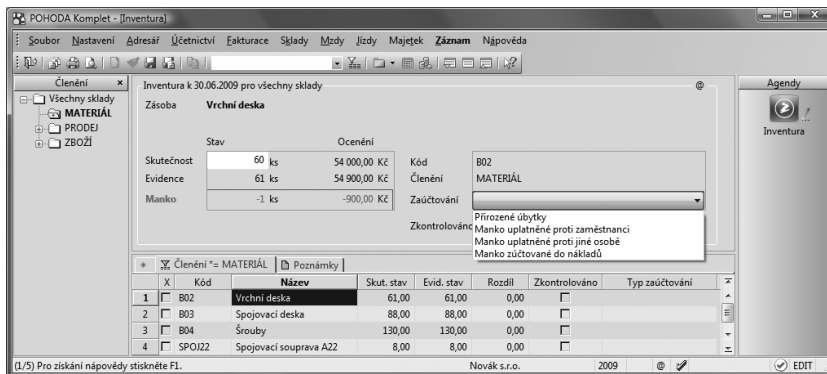 POHODA Komplet - [Inventura]
Soubor Nastavení Adresář Účetnictví Fakturace Sklady Mzdy Jízdy Majetek Záznam Nápověda
Členění ×
Všechny sklady
MATERIÁL
PRODEJ
ZBOŽÍ
Inventura k 30.06.2009 pro všechny sklady @
Zásoba Vrchní deska
Stav Ocenění
Skutečnost 60 ks 54 000,00 Kč Kód B02
Evidence 61 ks 54 900,00 Kč Členění MATERIÁL
Manko -1 ks -900,00 Kč Zaúčtování
Přirozené úbytky
Zkontrolováno Manko uplatněné proti zaměstnanci
Manko uplatněné proti jiné osobě
Manko zúčtované do nákladů
Agendy
Inventura
* Členění *= MATERIÁL Poznámky
X Kód Název Skut. stav Evid. stav Rozdíl Zkontrolováno Typ zaúčtování
1 B02 Vrchní deska 61,00 61,00 0,00
2 B03 Spojovací deska 88,00 88,00 0,00
3 B04 Šrouby 130,00 130,00 0,00
4 SPOJ22 Spojovací souprava A22 8,00 8,00 0,00
(1/5) Pro získání nápovědy stiskněte F1. Novák s.r.o. 2009 @ EDIT